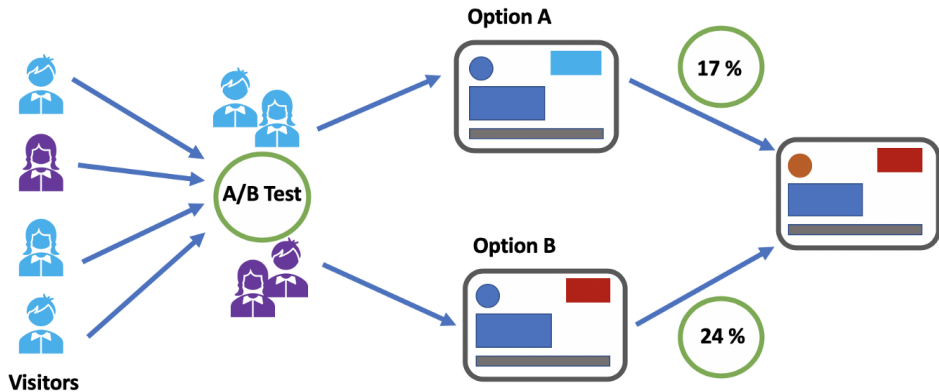 Option A
17 %
A/B Test
Option B
24 %
Visitors